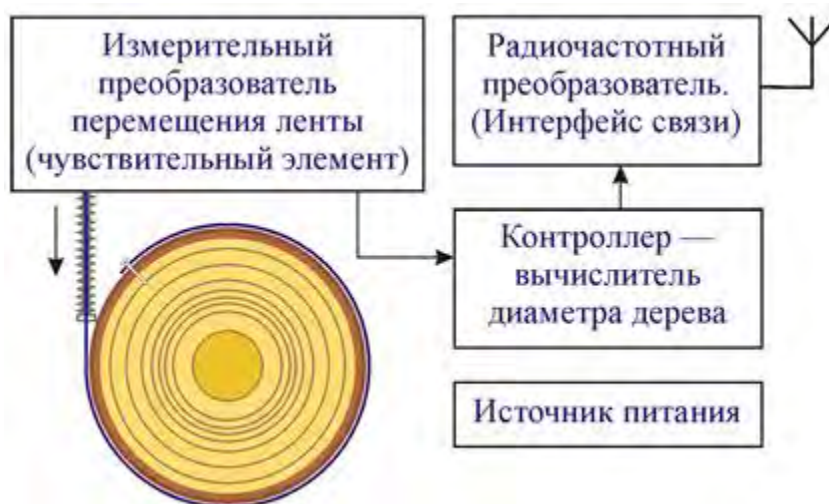 Измерительный
преобразователь
перемещения ленты
(чувствительный элемент)
Радиочастотный
преобразователь.
(Интерфейс связи)
Контроллер —
вычислитель
диаметра дерева
Источник питания